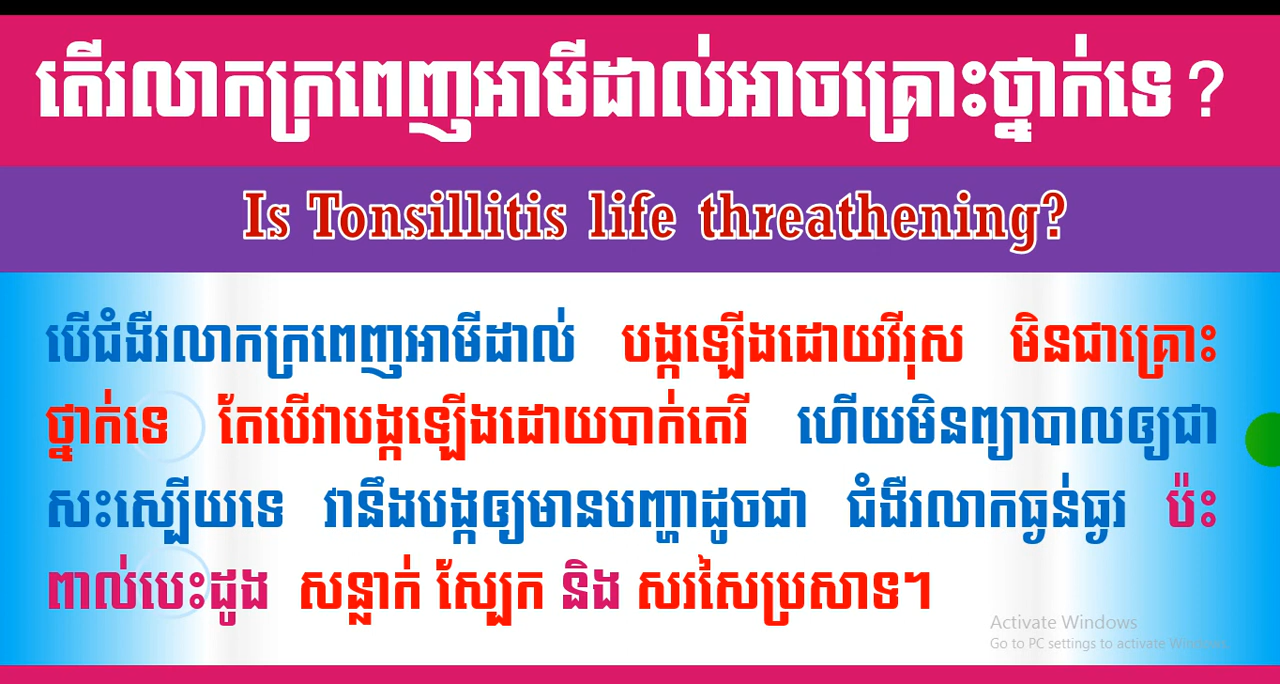 តើរលាកក្រពេញអាមីដាល់អាចគ្រោះថ្នាក់ទេ?
Is Tonsillitis life threathening?
បើជំងឺរលាកក្រពេញអាមីដាល់ បង្កឡើងដោយវីរុស មិនជាគ្រោះ
ថ្នាក់ទេ តែបើវាបង្កឡើងដោយបាក់តេរី ហើយមិនព្យាបាលឲ្យជា
សះស្បើយទេ វានឹងបង្កឲ្យមានបញ្ហាដូចជា ជំងឺរលាកធ្ងន់ធ្ងរ ប៉ះ
ពាល់បេះដូង សន្លាក់ ស្បែក និង សរសៃប្រសាទ។
Activate Windows
Go to PC settings to activate Windows.